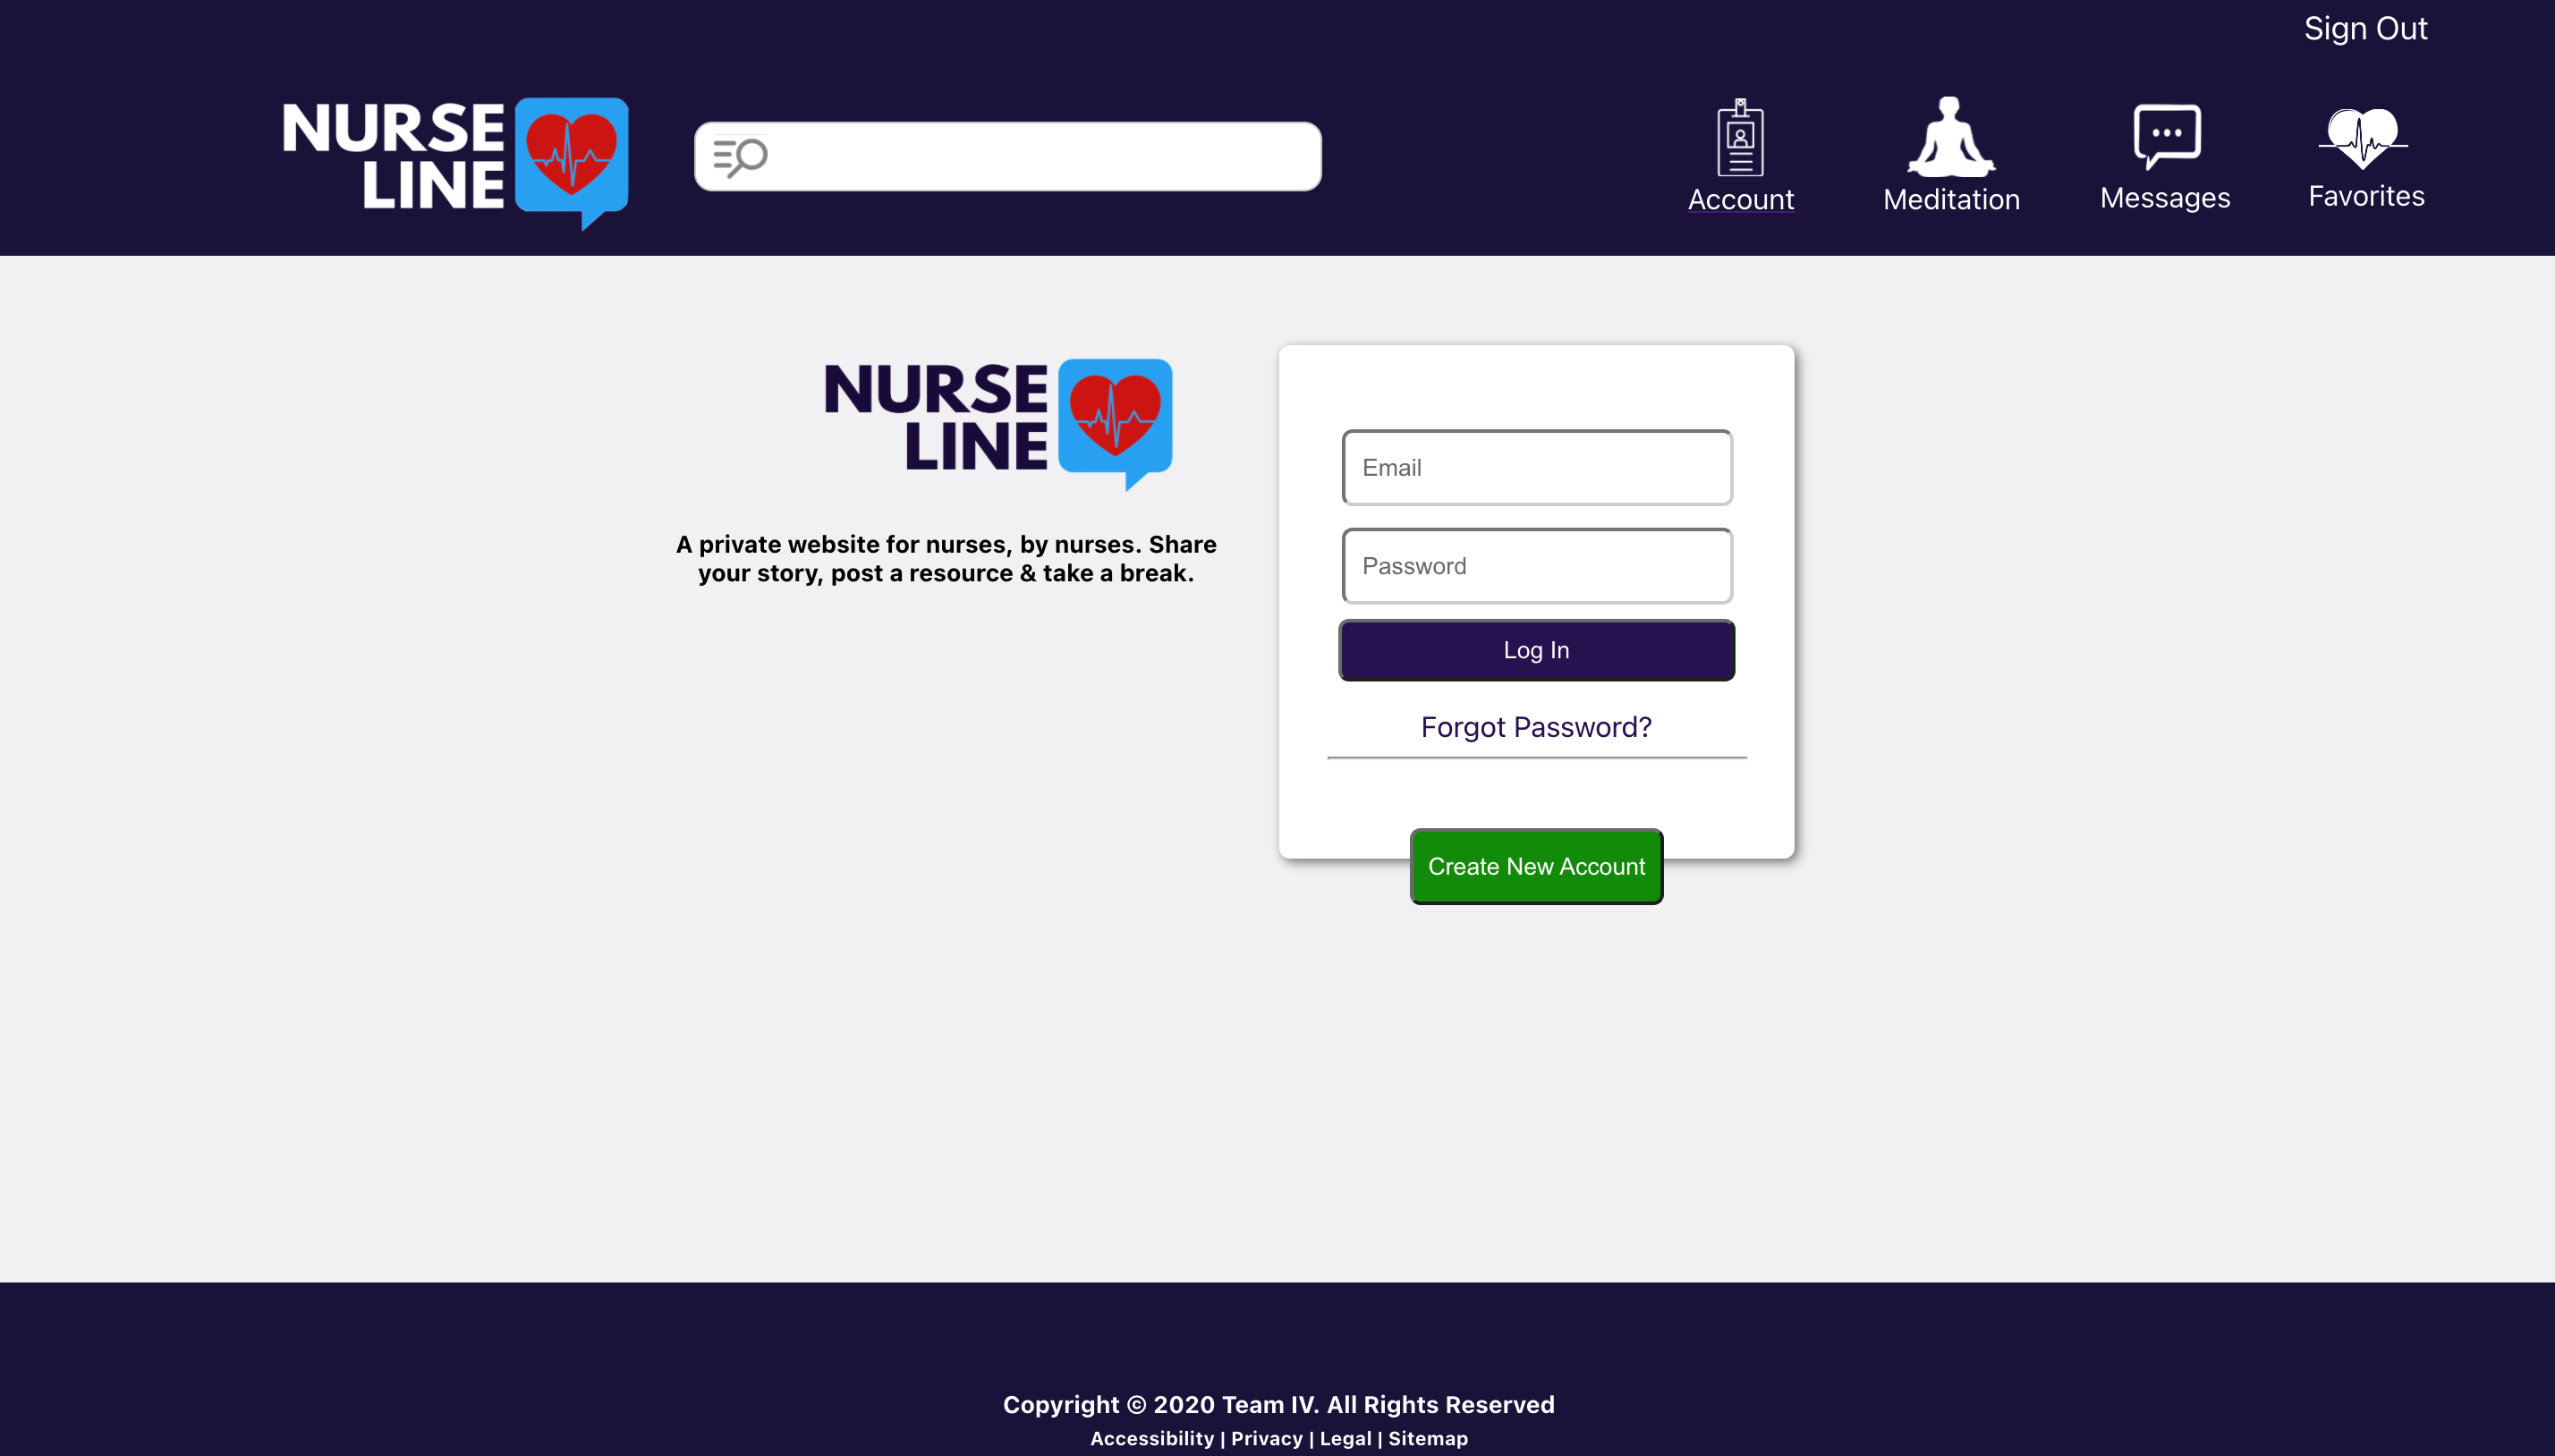 Sign Out
NURSE
LINE
Account
Meditation
Messages
Favorites
NURSE
LINE
A private website for nurses, by nurses. Share
your story, post a resource & take a break.
Email
Password
Log In
Forgot Password?
Create New Account
Copyright © 2020 Team IV. All Rights Reserved
Accessibility | Privacy | Legal | Sitemap